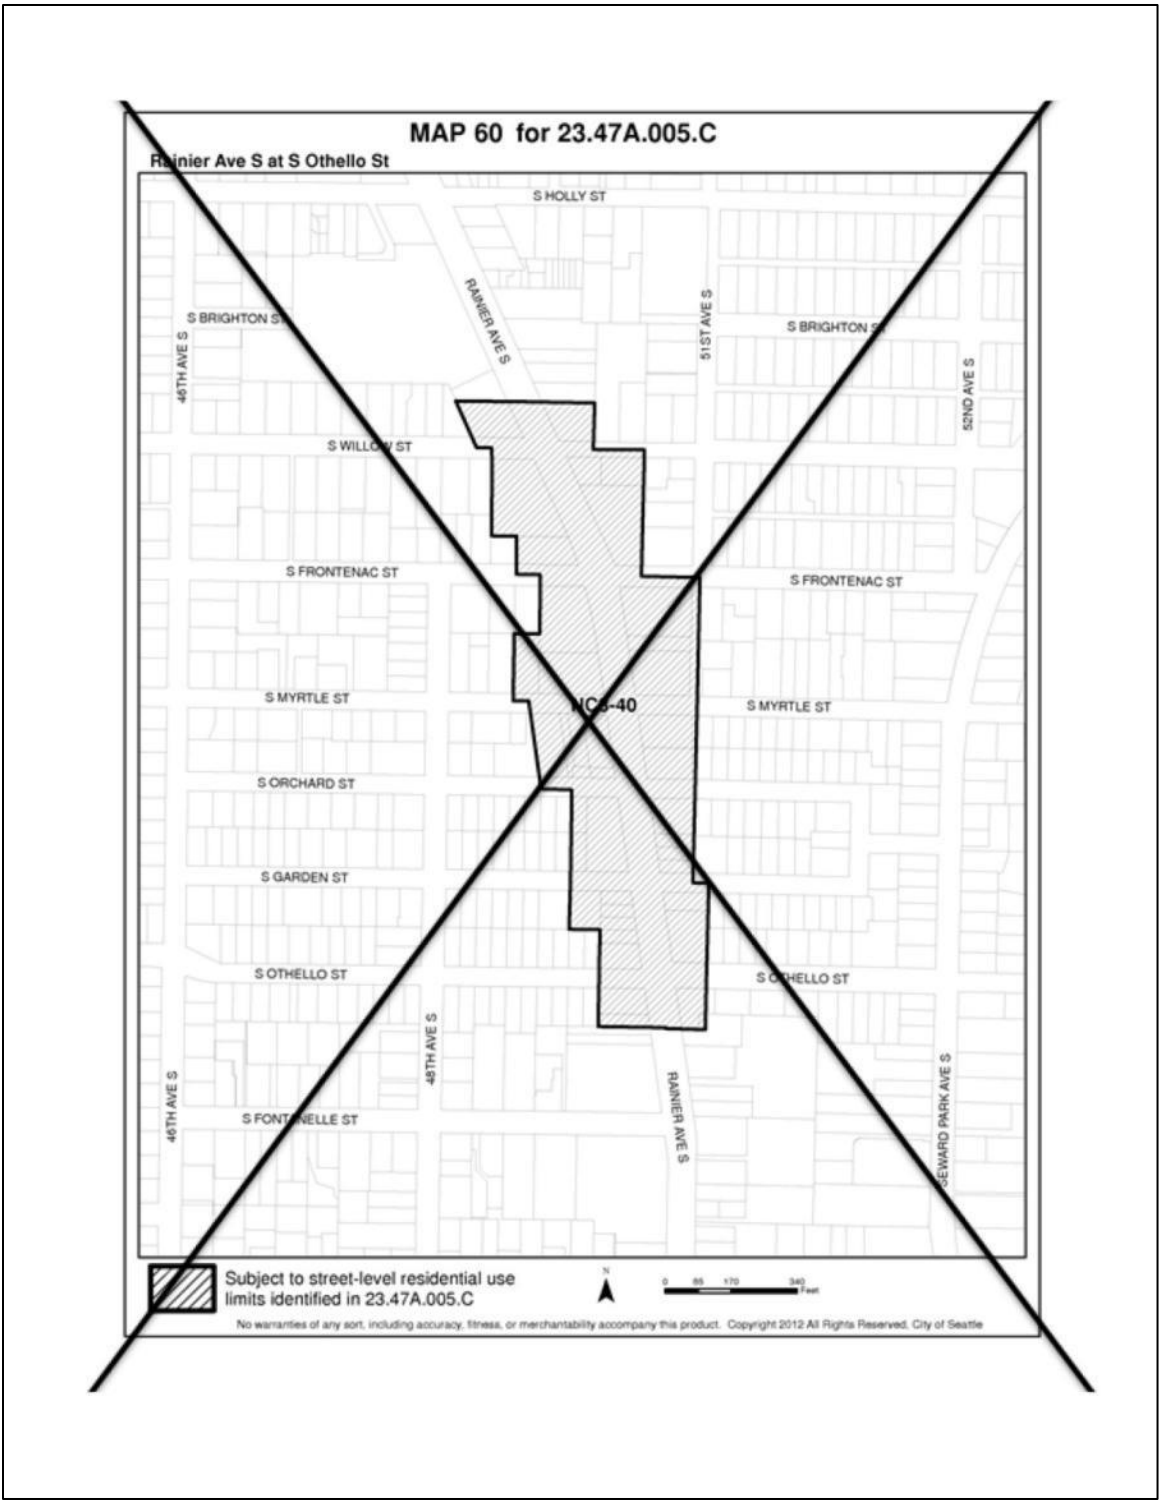 MAP 60 for 23.47A.005.C
Rainier Ave S at S Othello St
S HOLLY ST
RAINIER AVE S
51ST AVE S
S BRIGHTON ST
S BRIGHTON ST
46TH AVE S
52ND AVE S
S WILLOW ST
S FRONTENAC ST
S FRONTENAC ST
S MYRTLE ST
NC3-40
S MYRTLE ST
S ORCHARD ST
S GARDEN ST
S OTHELLO ST
S OTHELLO ST
48TH AVE S
46TH AVE S
RAINIER AVE S
SEWARD PARK AVE S
S FONTANELLE ST
Subject to street-level residential use
limits identified in 23.47A.005.C
N
0 85 170 340
Feet
No warranties of any sort, including accuracy, fitness, or merchantability accompany this product. Copyright 2012 All Rights Reserved, City of Seattle